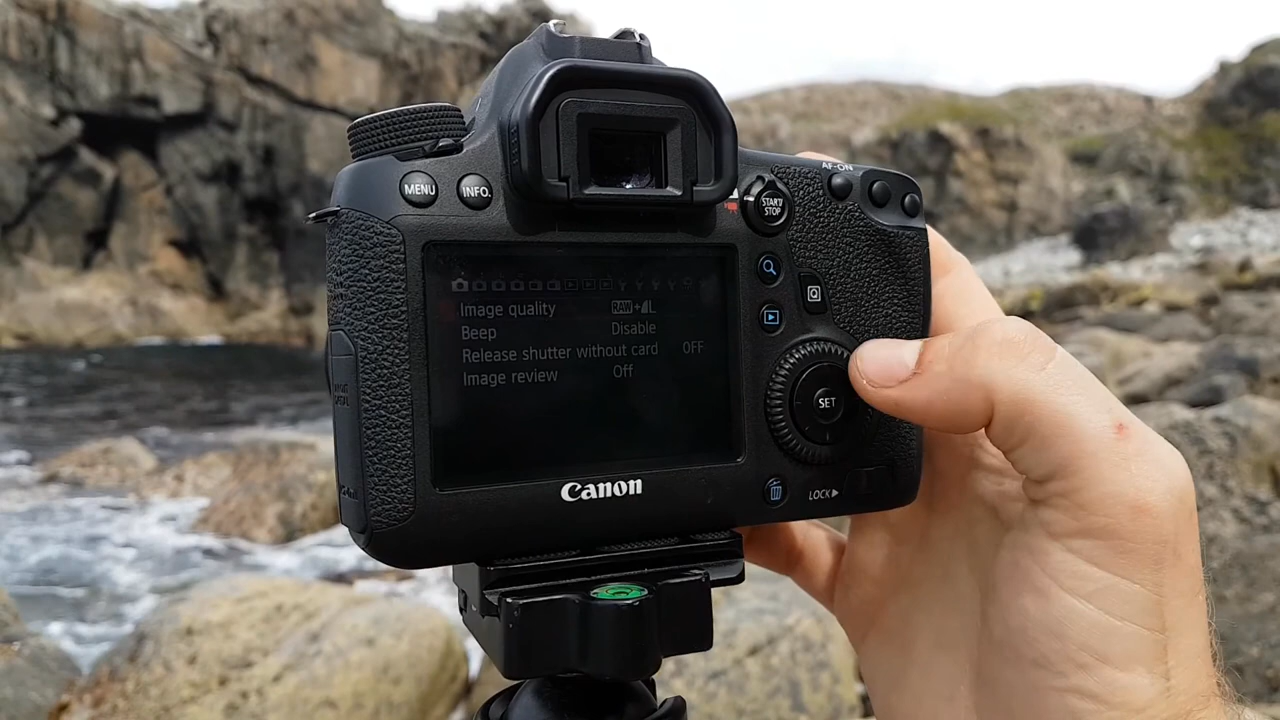 AF-ON
MENU
INFO.
START/
STOP
Q
Image quality RAW+L
Beep Disable
Release shutter without card OFF
Image review Off
SET
Canon
LOCK